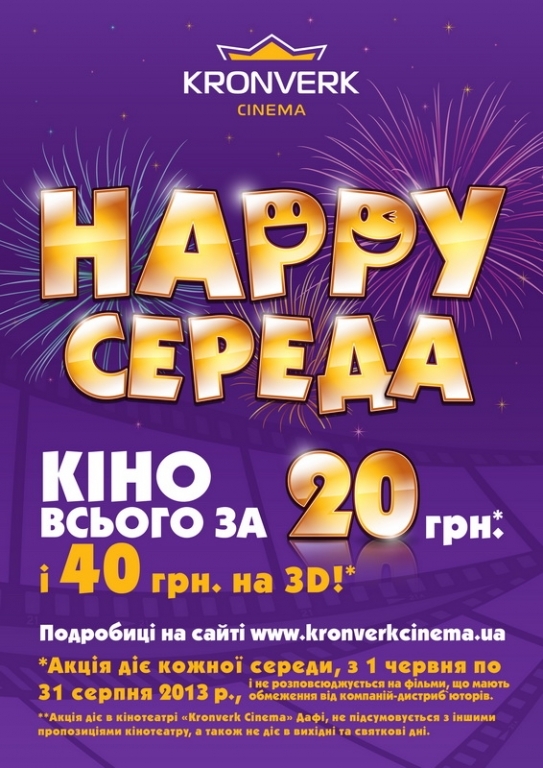 KRONVERK
CINEMA
HAPPY
СЕРЕДА
КІНО
ВСЬОГО ЗА 20 грн.*
і 40 грн. на 3D!*
Подробиці на сайті www.kronverkcinema.ua
*Акція діє кожної середи, з 1 червня по
31 серпня 2013 р., і не розповсюджується на фільми, що мають
обмеження від компаній-дистриб'юторів.
**Акція діє в кінотеатрі «Kronverk Cinema» Дафі, не підсумовується з іншими
пропозиціями кінотеатру, а також не діє в вихідні та святкові дні.